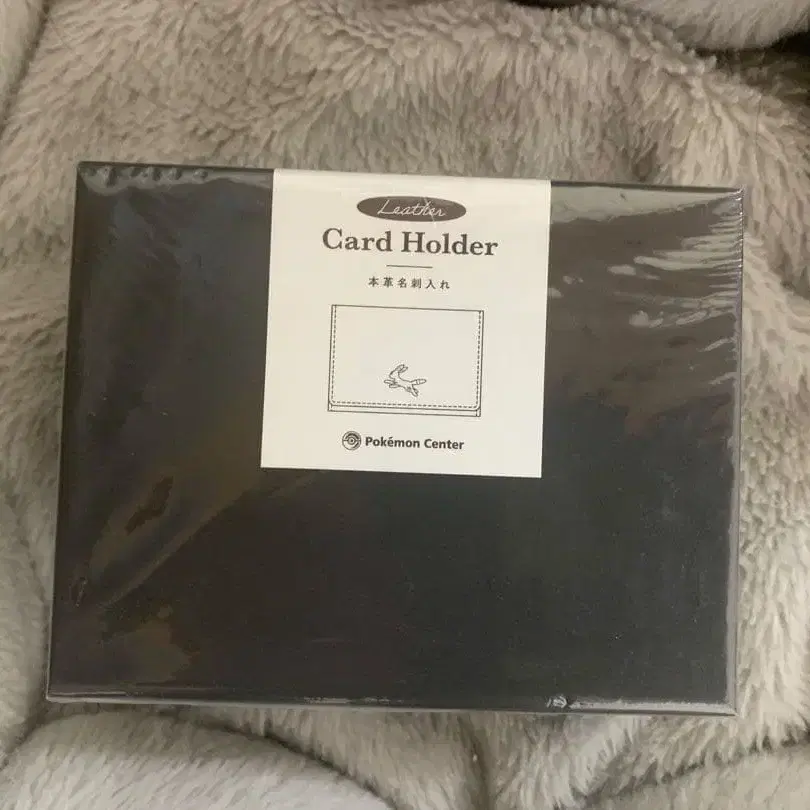 Leather
Card Holder
本革名刺入れ
Pokémon Center